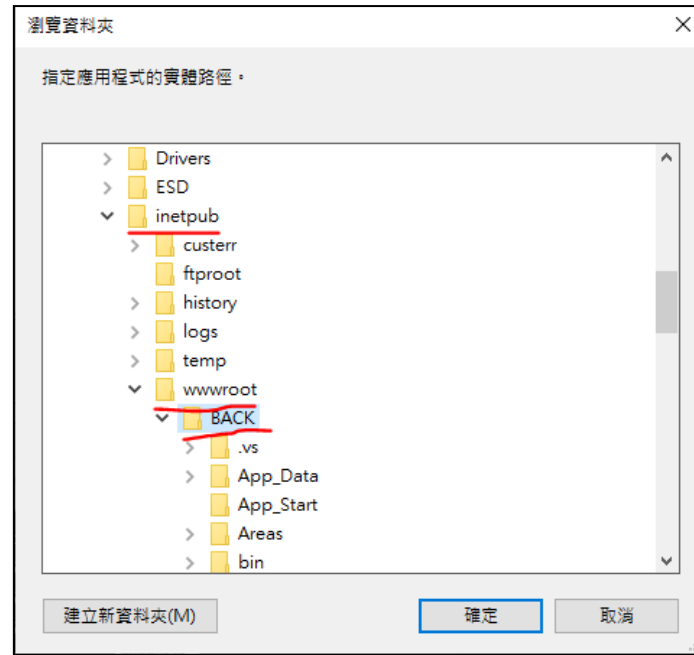 瀏覽資料夾
指定應用程式的實體路徑。
Drivers
ESD
inetpub
custerr
ftproot
history
logs
temp
wwwroot
BACK
.vs
App_Data
App_Start
Areas
bin
建立新資料夾(M)
確定
取消